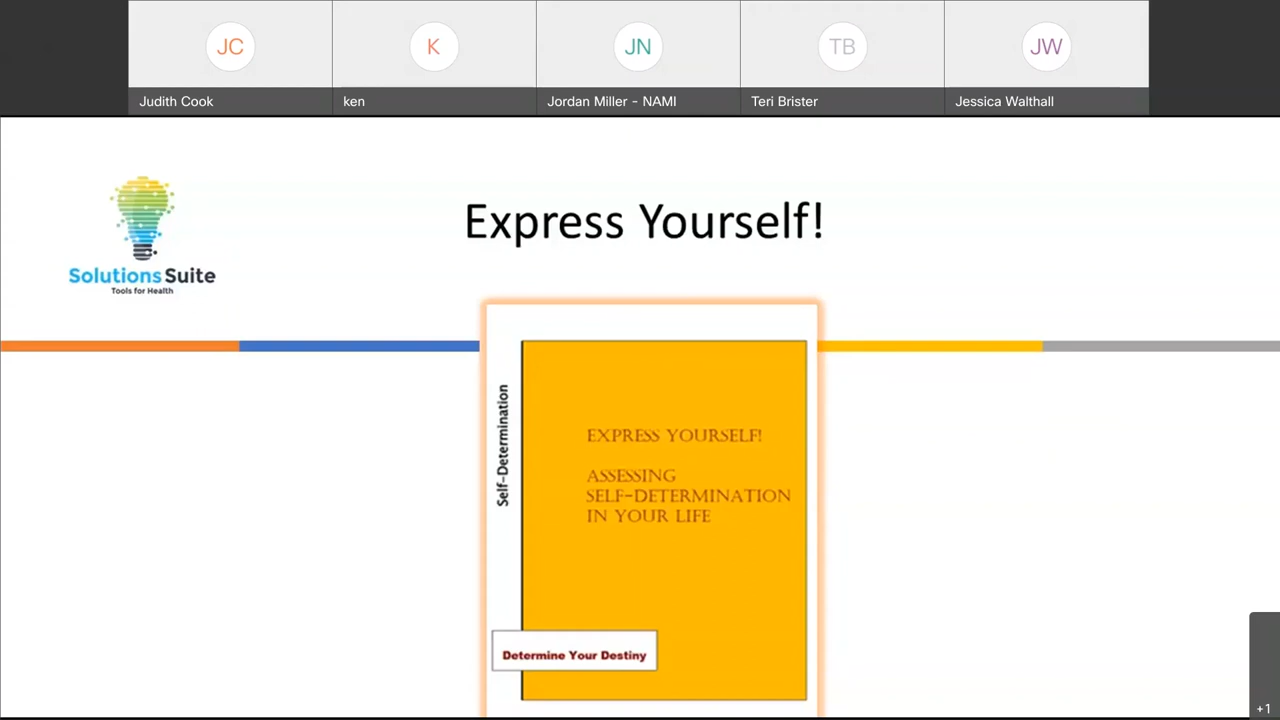 JC
K
JN
TB
JW
Judith Cook
ken
Jordan Miller - NAMI
Teri Brister
Jessica Walthall
Express Yourself!
Solutions Suite
Tools for Health
Self-Determination
EXPRESS YOURSELF!
ASSESSING
SELF-DETERMINATION
IN YOUR LIFE
Determine Your Destiny
+1